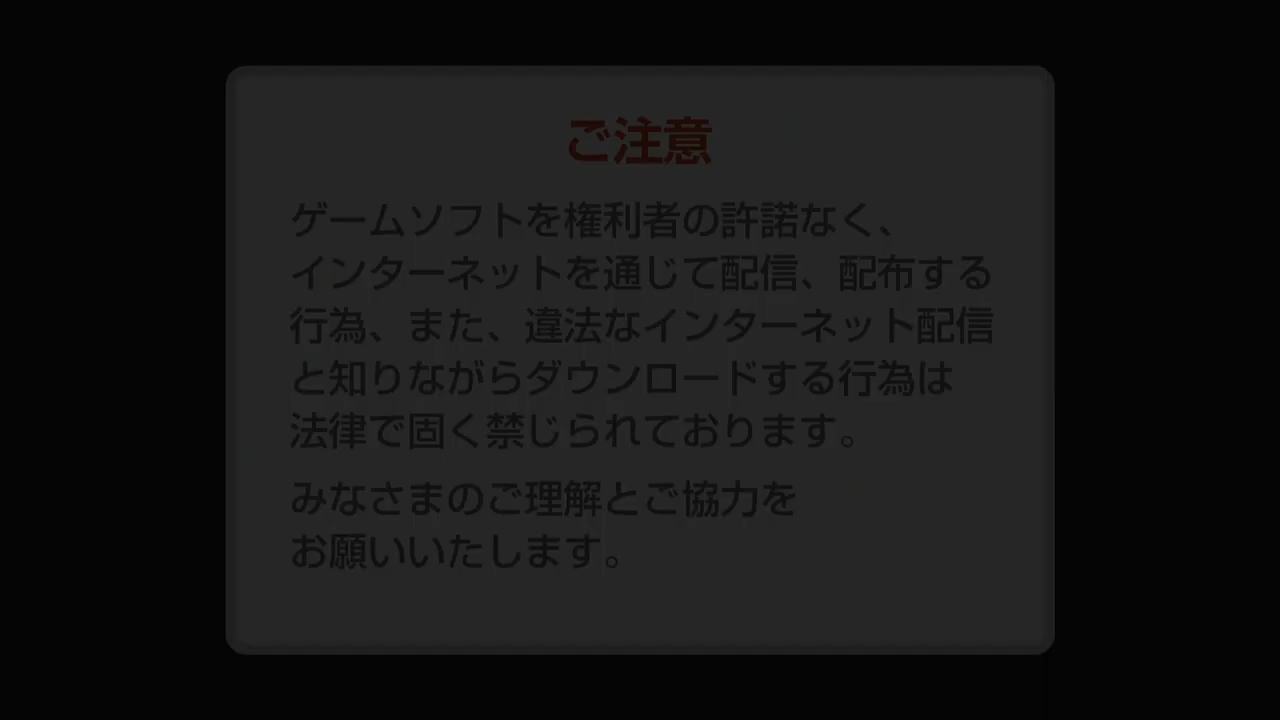 ご注意
ゲームソフトを権利者の許諾なく、
インターネットを通じて配信、配布する
行為、また、違法なインターネット配信
と知りながらダウンロードする行為は
法律で固く禁じられております。
みなさまのご理解とご協力を
お願いいたします。